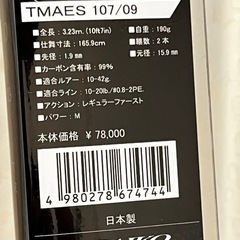 TMAES 107/09
■全長：3.23m.(10ft7in) ■自重：190g
■仕舞寸法：165.9cm ■継数：2本
■先径：1.9mm ■元径：15.9mm
■カーボン含有率：99%
■適合ルアー：10-42g.
■適合ライン：10-20lb./#0.8-2PE.
■アクション：レギュラーファースト
■パワー：M
本体価格 ￥78,000
4 980278 674744
日本製